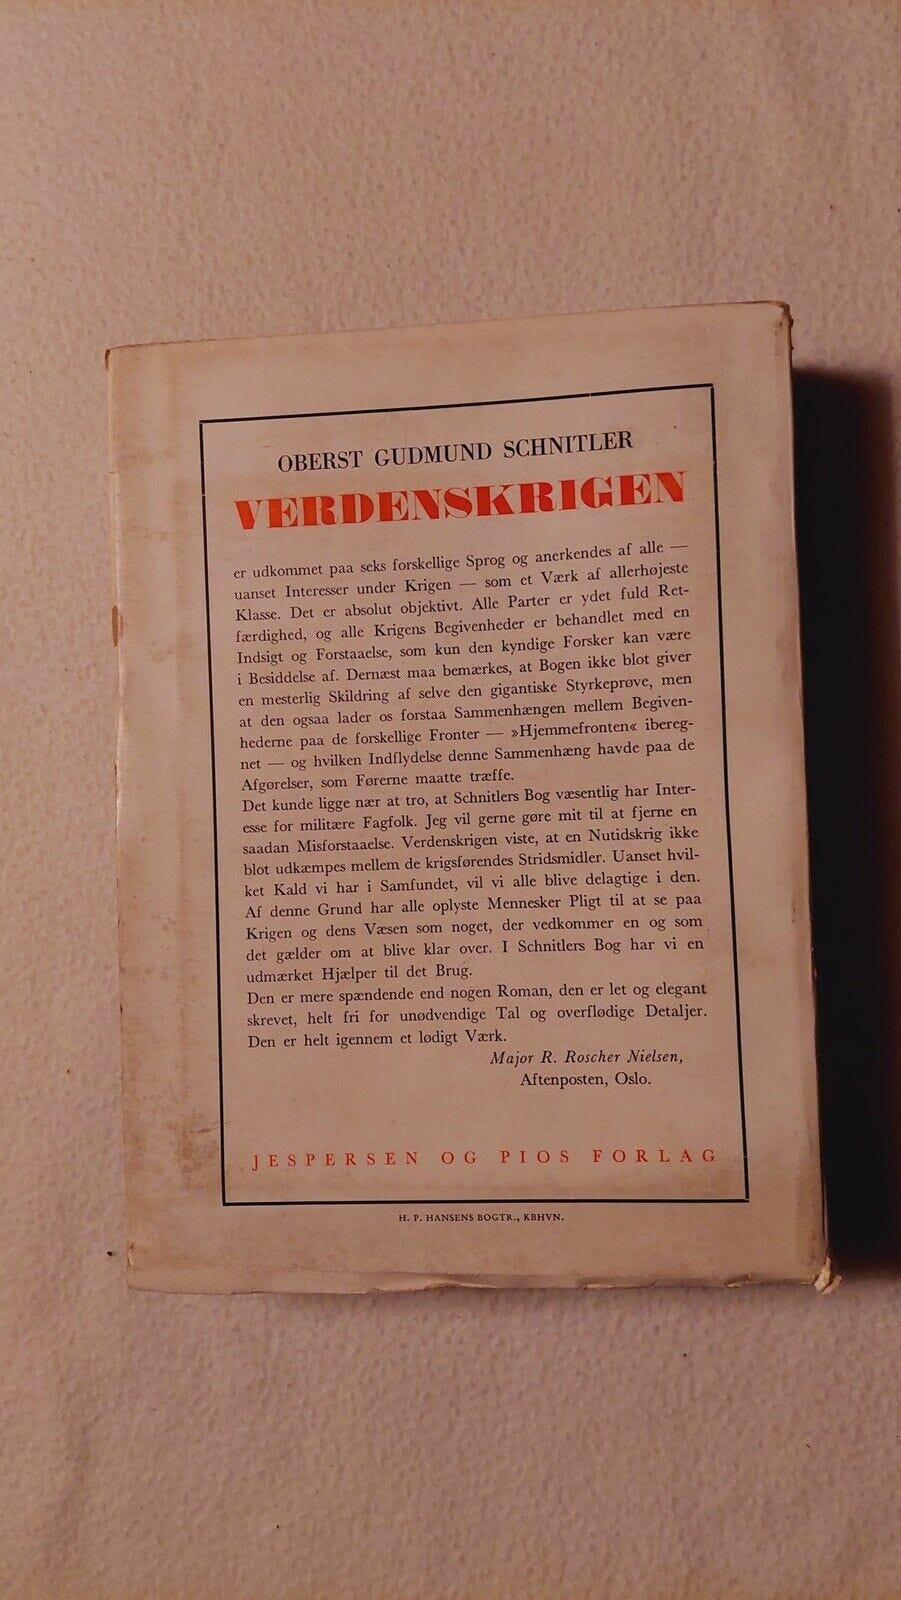 OBERST GUDMUND SCHNITLER
VERDENSKRIGEN
er udkommet paa seks forskellige Sprog og anerkendes af alle —
uanset Interesser under Krigen — som et Værk af allerhøjeste
Klasse. Det er absolut objektivt. Alle Parter er ydet fuld Ret-
færdighed, og alle Krigens Begivenheder er behandlet med en
Indsigt og Forstaaelse, som kun den kyndige Forsker kan være
i Besiddelse af. Dernæst maa bemærkes, at Bogen ikke blot giver
en mesterlig Skildring af selve den gigantiske Styrkeprøve, men
at den ogsaa lader os forstaa Sammenhængen mellem Begiven-
hederne paa de forskellige Fronter — »Hjemmefronten« ibereg-
net — og hvilken Indflydelse denne Sammenhæng havde paa de
Afgørelser, som Førerne maatte træffe.
Det kunde ligge nær at tro, at Schnitlers Bog væsentlig har Inter-
esse for militære Fagfolk. Jeg vil gerne gøre mit til at fjerne en
saadan Misforstaaelse. Verdenskrigen viste, at en Nutidskrig ikke
blot udkæmpes mellem de krigsførendes Stridsmidler. Uanset hvil-
ket Kald vi har i Samfundet, vil vi alle blive delagtige i den.
Af denne Grund har alle oplyste Mennesker Pligt til at se paa
Krigen og dens Væsen som noget, der vedkommer en og som
det gælder om at blive klar over. I Schnitlers Bog har vi en
udmærket Hjælper til det Brug.
Den er mere spændende end nogen Roman, den er let og elegant
skrevet, helt fri for unødvendige Tal og overflødige Detaljer.
Den er helt igennem et lødigt Værk.
Major R. Roscher Nielsen,
Aftenposten, Oslo.
JESPERSEN OG PIOS FORLAG
H. P. HANSENS BOGTR., KBHVN.